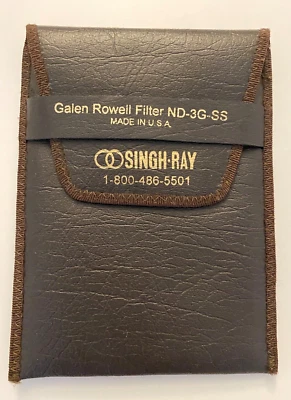 Galen Rowell Filter ND-3G-SS
MADE IN U.S.A.
SINGH-RAY
1-800-486-5501